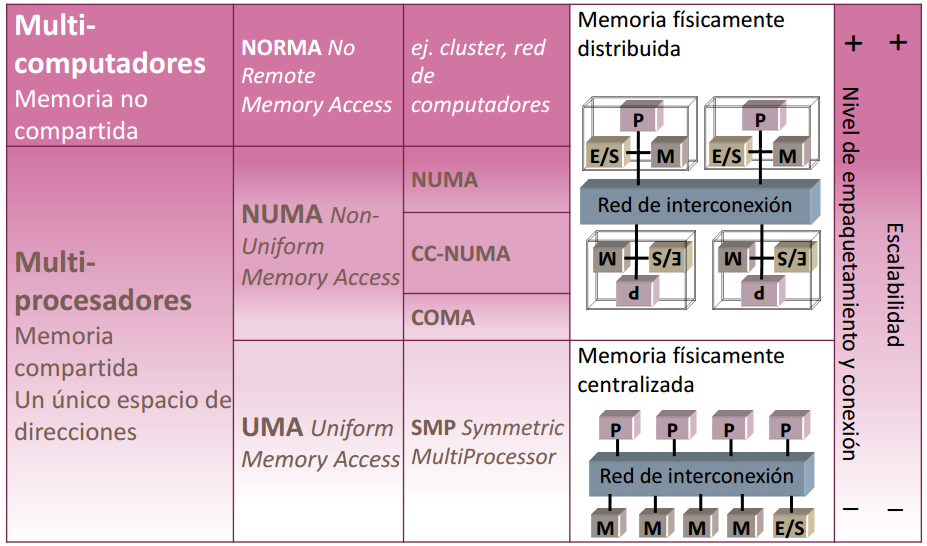 Multi-
computadores
Memoria no
compartida
NORMA No
Remote
Memory Access
ej. cluster, red
de
computadores
Memoria físicamente
distribuida
P
E/S
M
P
E/S
M
Red de interconexión
M
E/S
P
M
E/S
P
Multi-
procesadores
Memoria
compartida
Un único espacio de
direcciones
NUMA Non-
Uniform
Memory Access
NUMA
CC-NUMA
COMA
UMA Uniform
Memory Access
SMP Symmetric
MultiProcessor
Memoria físicamente
centralizada
P
P
P
P
Red de interconexión
M
M
M
M
E/S
+
Nivel de empaquetamiento y conexión
–
+
Escalabilidad
–